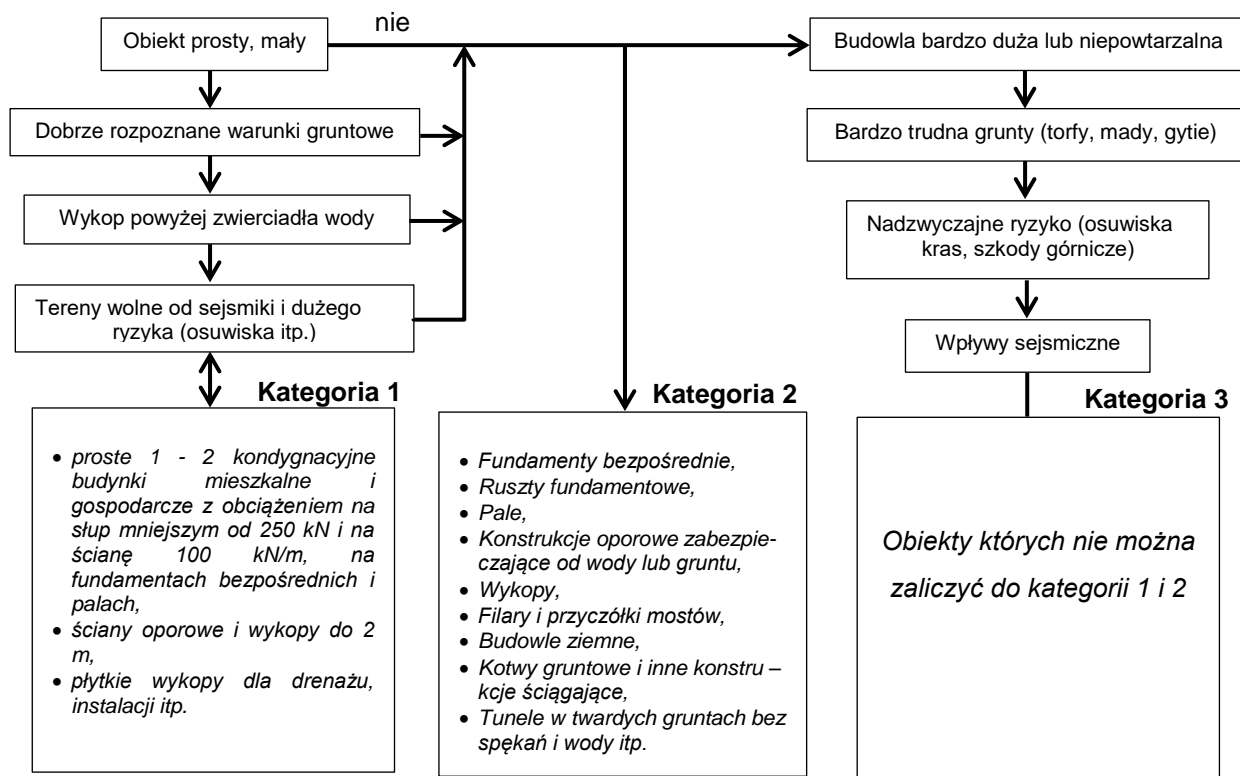 Obiekt prosty, mały
nie
Budowla bardzo duża lub niepowtarzalna
Dobrze rozpoznane warunki gruntowe
Bardzo trudna grunty (torfy, mady, gytie)
Wykop powyżej zwierciadła wody
Nadzwyczajne ryzyko (osuwiska
kras, szkody górnicze)
Tereny wolne od sejsmiki i dużego
ryzyka (osuwiska itp.)
Wpływy sejsmiczne
Kategoria 1
• proste 1 - 2 kondygnacyjne
budynki mieszkalne i
gospodarcze z obciążeniem na
słup mniejszym od 250 kN i na
ścianę 100 kN/m, na
fundamentach bezpośrednich i
palach,
• ściany oporowe i wykopy do 2
m,
• płytkie wykopy dla drenażu,
instalacji itp.
Kategoria 2
• Fundamenty bezpośrednie,
• Ruszty fundamentowe,
• Pale,
• Konstrukcje oporowe zabezpie-
czające od wody lub gruntu,
• Wykopy,
• Filary i przyczółki mostów,
• Budowle ziemne,
• Kotwy gruntowe i inne konstru –
kcje ściągające,
• Tunele w twardych gruntach bez
spękań i wody itp.
Kategoria 3
Obiekty których nie można
zaliczyć do kategorii 1 i 2